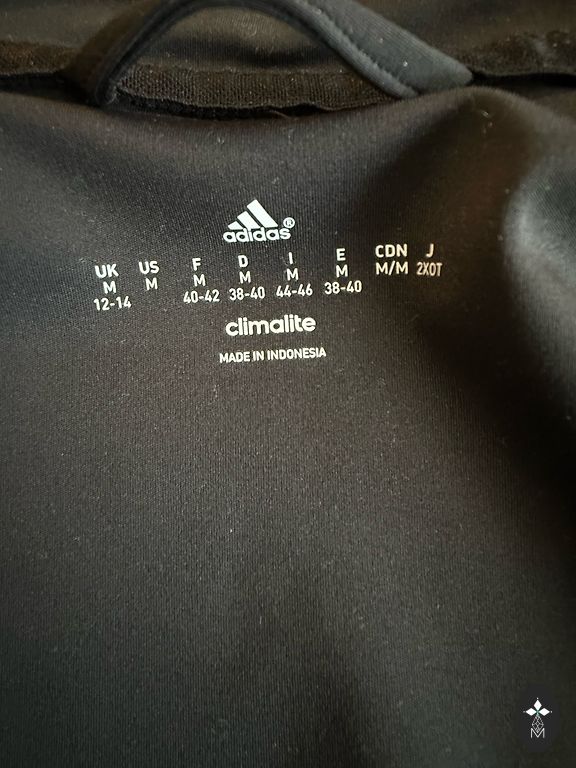 adidas®
UK US F D I E CDN J
M M M M M M M/M 2XOT
12-14 40-42 38-40 44-46 38-40
climalite
MADE IN INDONESIA
M